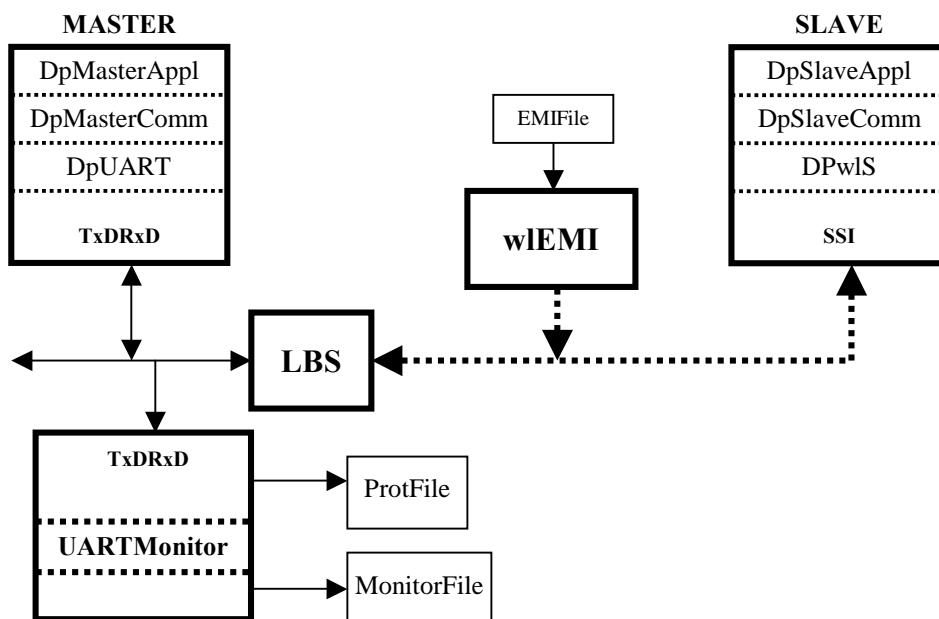 MASTER
DpMasterAppl
DpMasterComm
DpUART
TxDRxD
EMIFile
wlEMI
SLAVE
DpSlaveAppl
DpSlaveComm
DPwlS
SSI
LBS
TxDRxD
UARTMonitor
ProtFile
MonitorFile